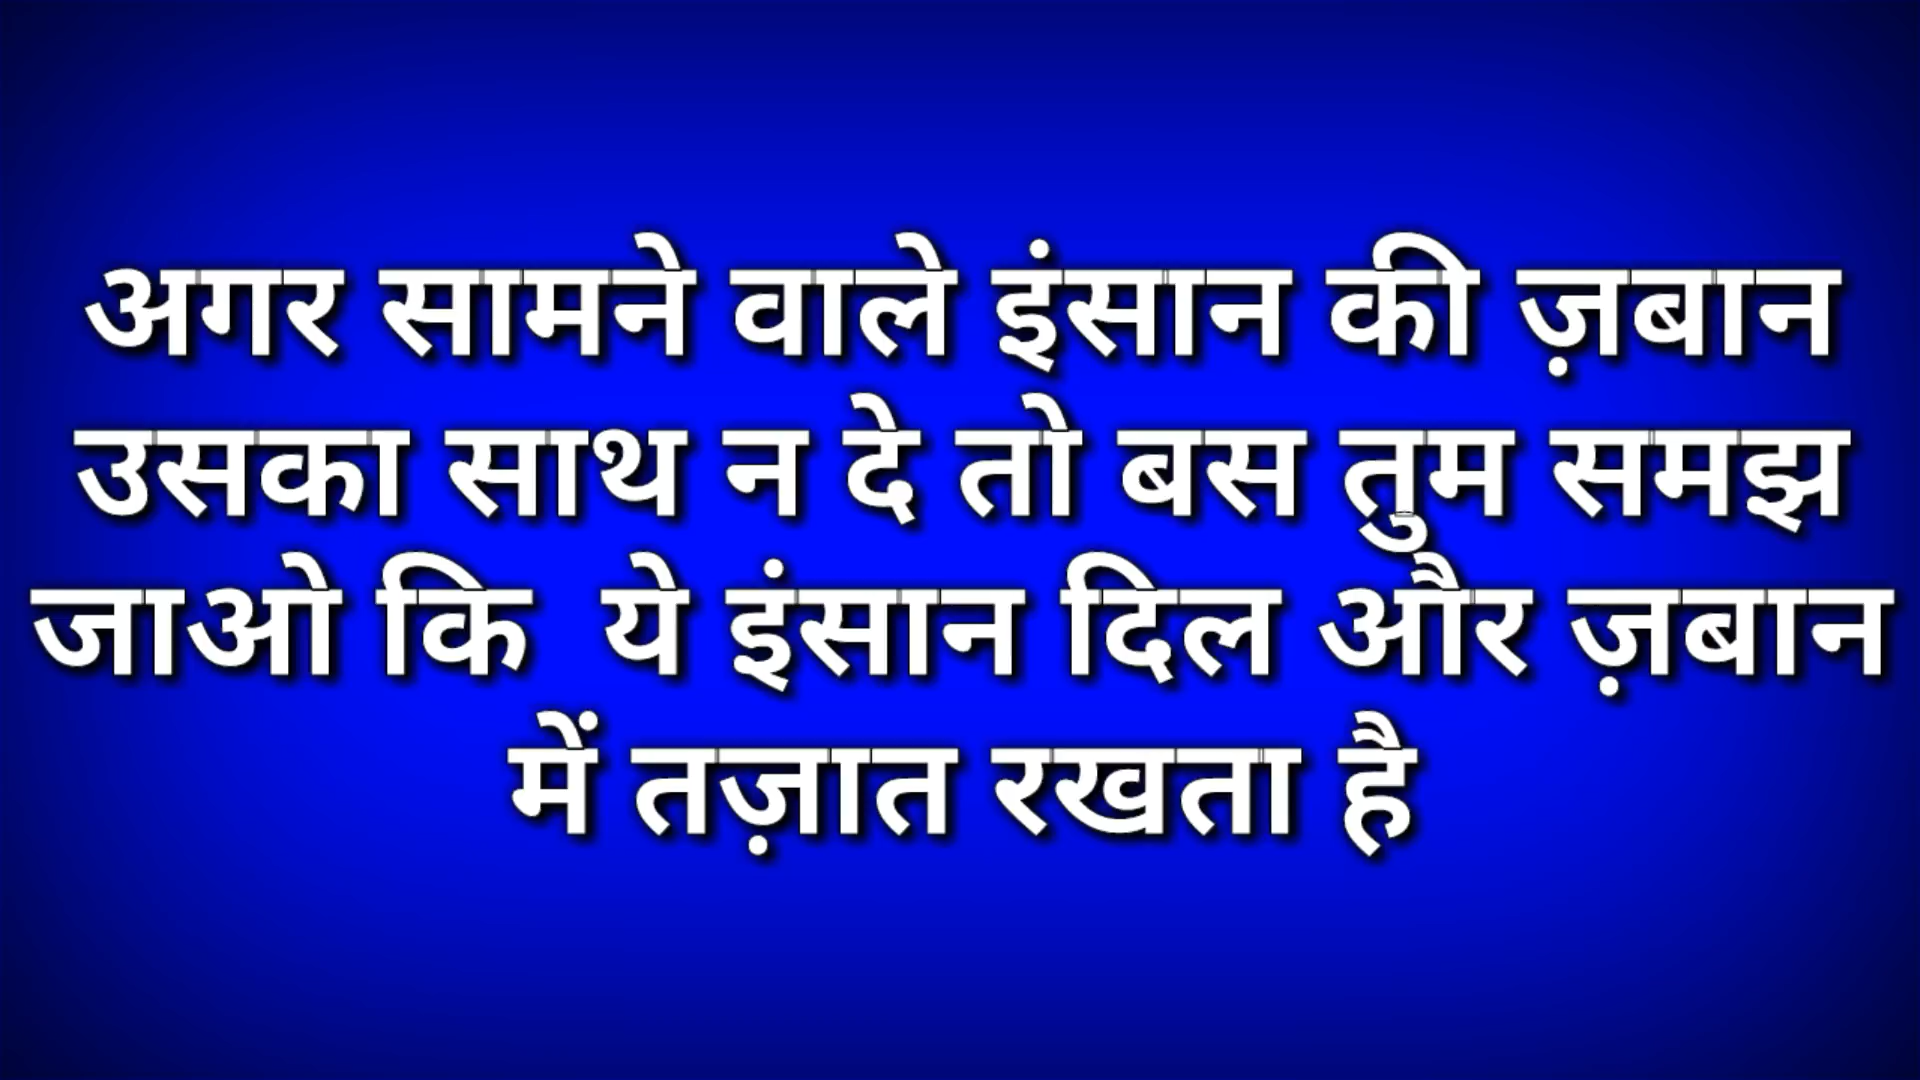 अगर सामने वाले इंसान की ज़बान
उसका साथ न दे तो बस तुम समझ
जाओ कि  ये इंसान दिल और ज़बान
में तज़ात रखता है